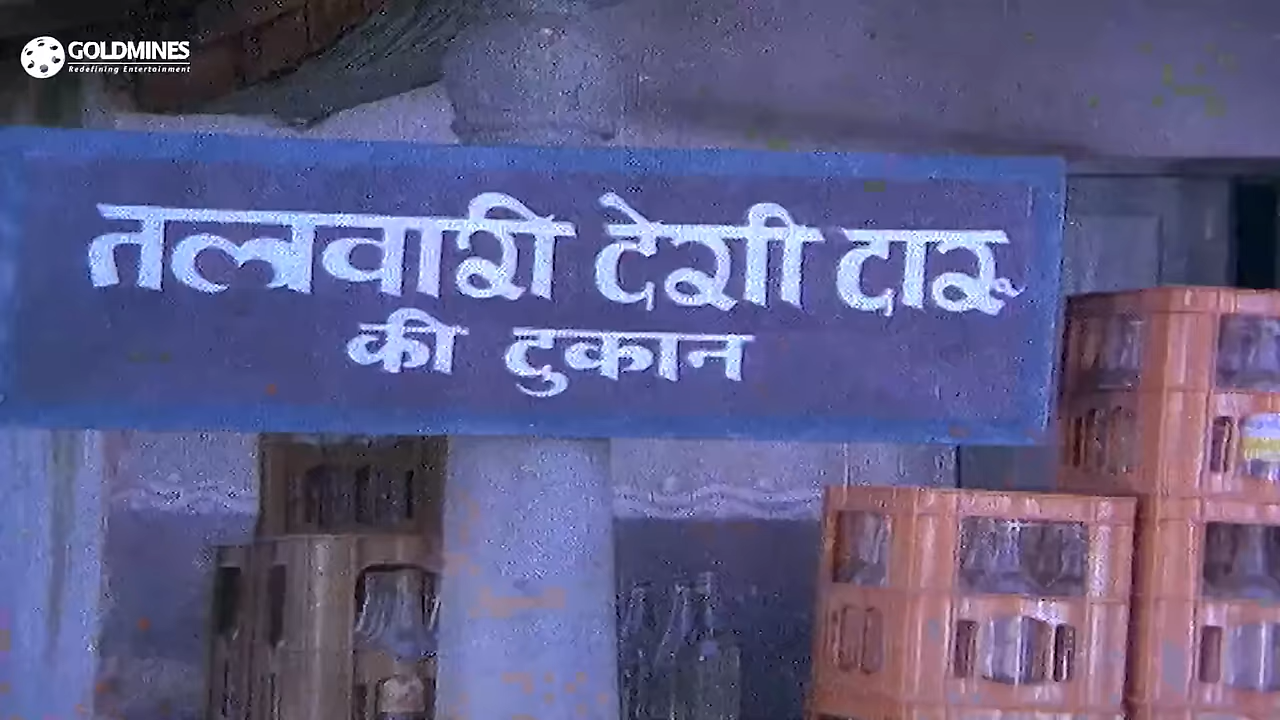 GOLDMINES
Redefining Entertainment
तलवारी देशी दारू
की दुकान